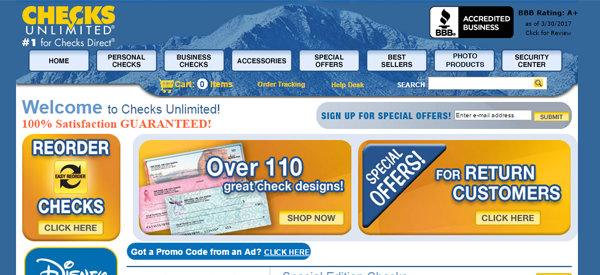 CHECKS
UNLIMITED®
#1 for Checks Direct®
BBB
ACCREDITED
BUSINESS
BBB Rating: A+
as of 3/30/2017
Click for Review
HOME
PERSONAL
CHECKS
BUSINESS
CHECKS
ACCESSORIES
SPECIAL
OFFERS
BEST
SELLERS
PHOTO
PRODUCTS
SECURITY
CENTER
Cart: 0 Items
Order Tracking
Help Desk
SEARCH
Welcome to Checks Unlimited!
100% Satisfaction GUARANTEED!
SIGN UP FOR SPECIAL OFFERS!
Enter e-mail address
SUBMIT
REORDER
EASY REORDER
CHECKS
CLICK HERE
Over 110
great check designs!
SHOP NOW
SPECIAL
OFFERS!
FOR RETURN
CUSTOMERS
CLICK HERE
Got a Promo Code from an Ad? CLICK HERE
DISNEY
Special Edition Checks